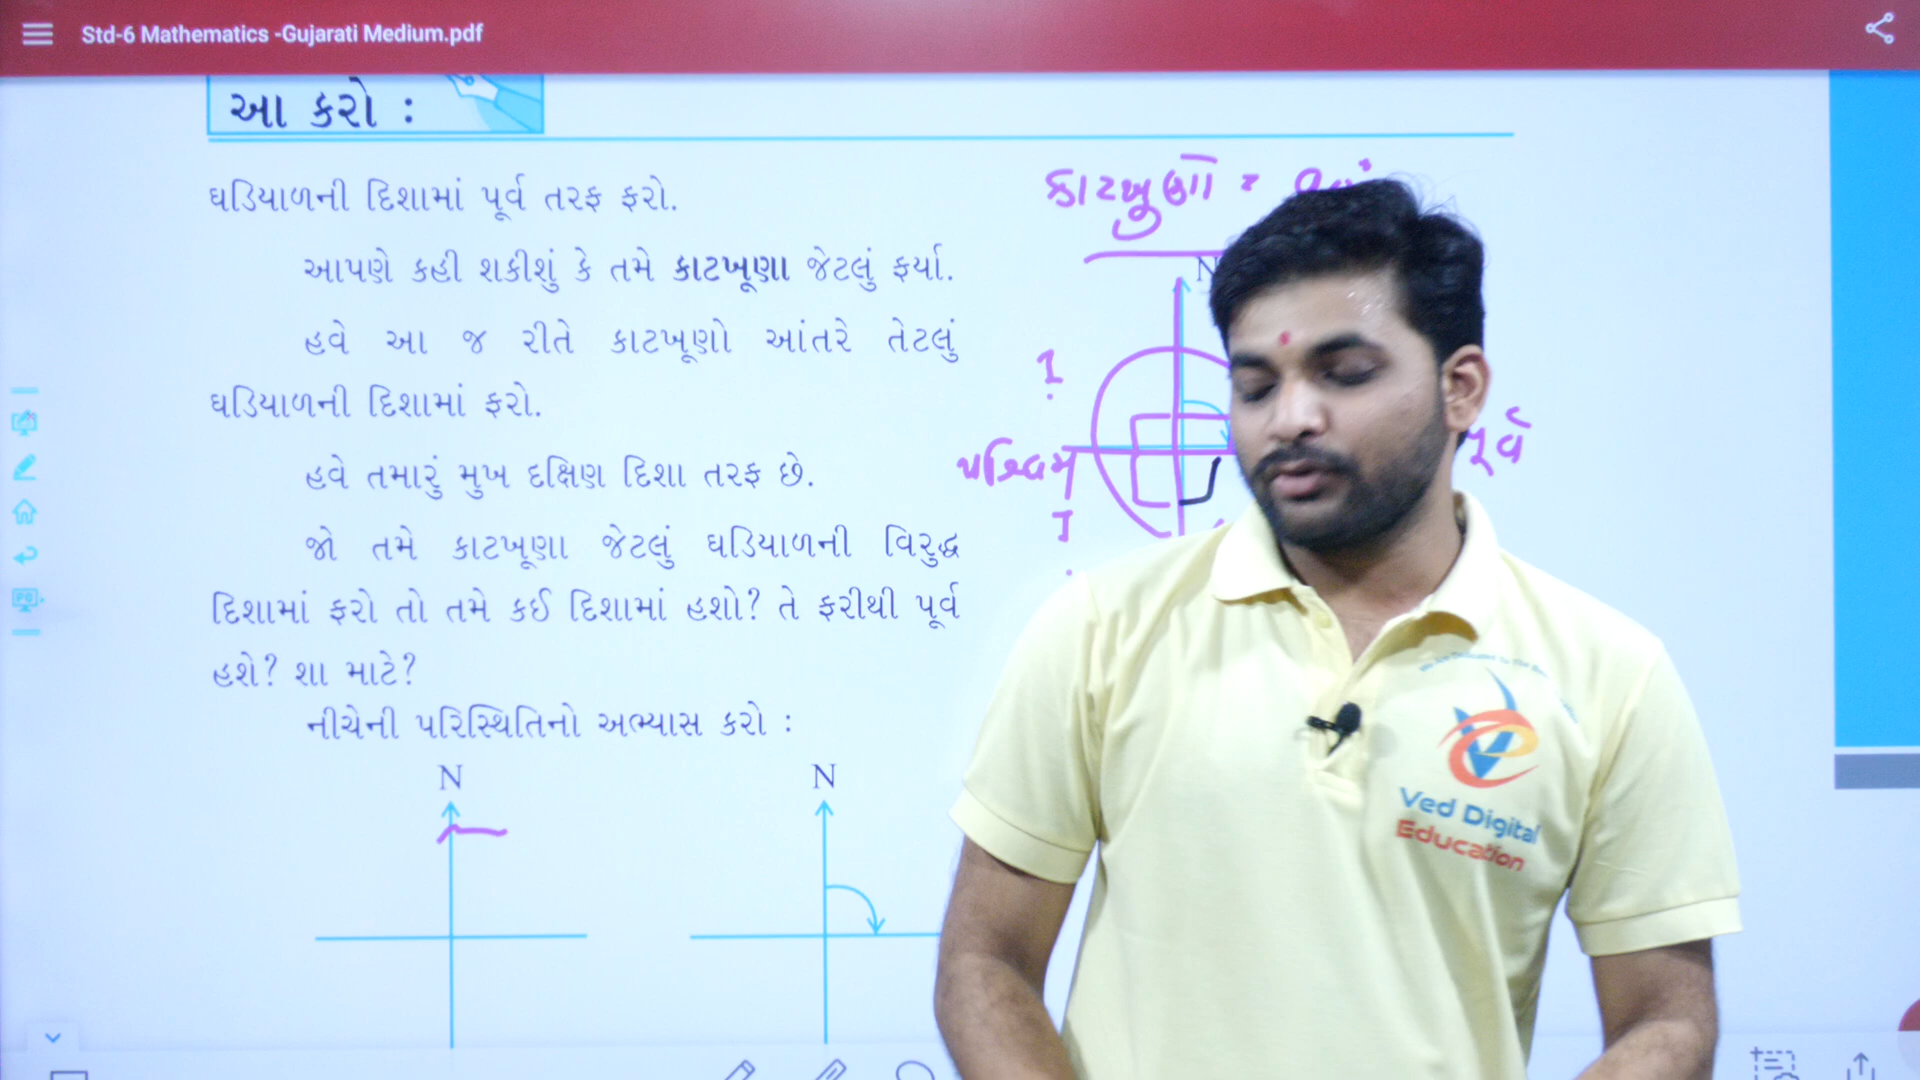 Std-6 Mathematics -Gujarati Medium.pdf
આ કરો :
ઘડિયાળની દિશામાં પૂર્વ તરફ ફરો.
આપણે કહી શકીશું કે તમે કાટખૂણા જેટલું ફર્યા.
હવે આ જ રીતે કાટખૂણો આંતરે તેટલું
ઘડિયાળની દિશામાં ફરો.
હવે તમારું મુખ દક્ષિણ દિશા તરફ છે.
જો તમે કાટખૂણા જેટલું ઘડિયાળની વિરુદ્ધ
દિશામાં ફરો તો તમે કઈ દિશામાં હશો? તે ફરીથી પૂર્વ
હશે? શા માટે?
નીચેની પરિસ્થિતિનો અભ્યાસ કરો :
N
N
કાટખુણો =
N
પશ્ચિમ
પૂર્વ
Ved Digital
Education